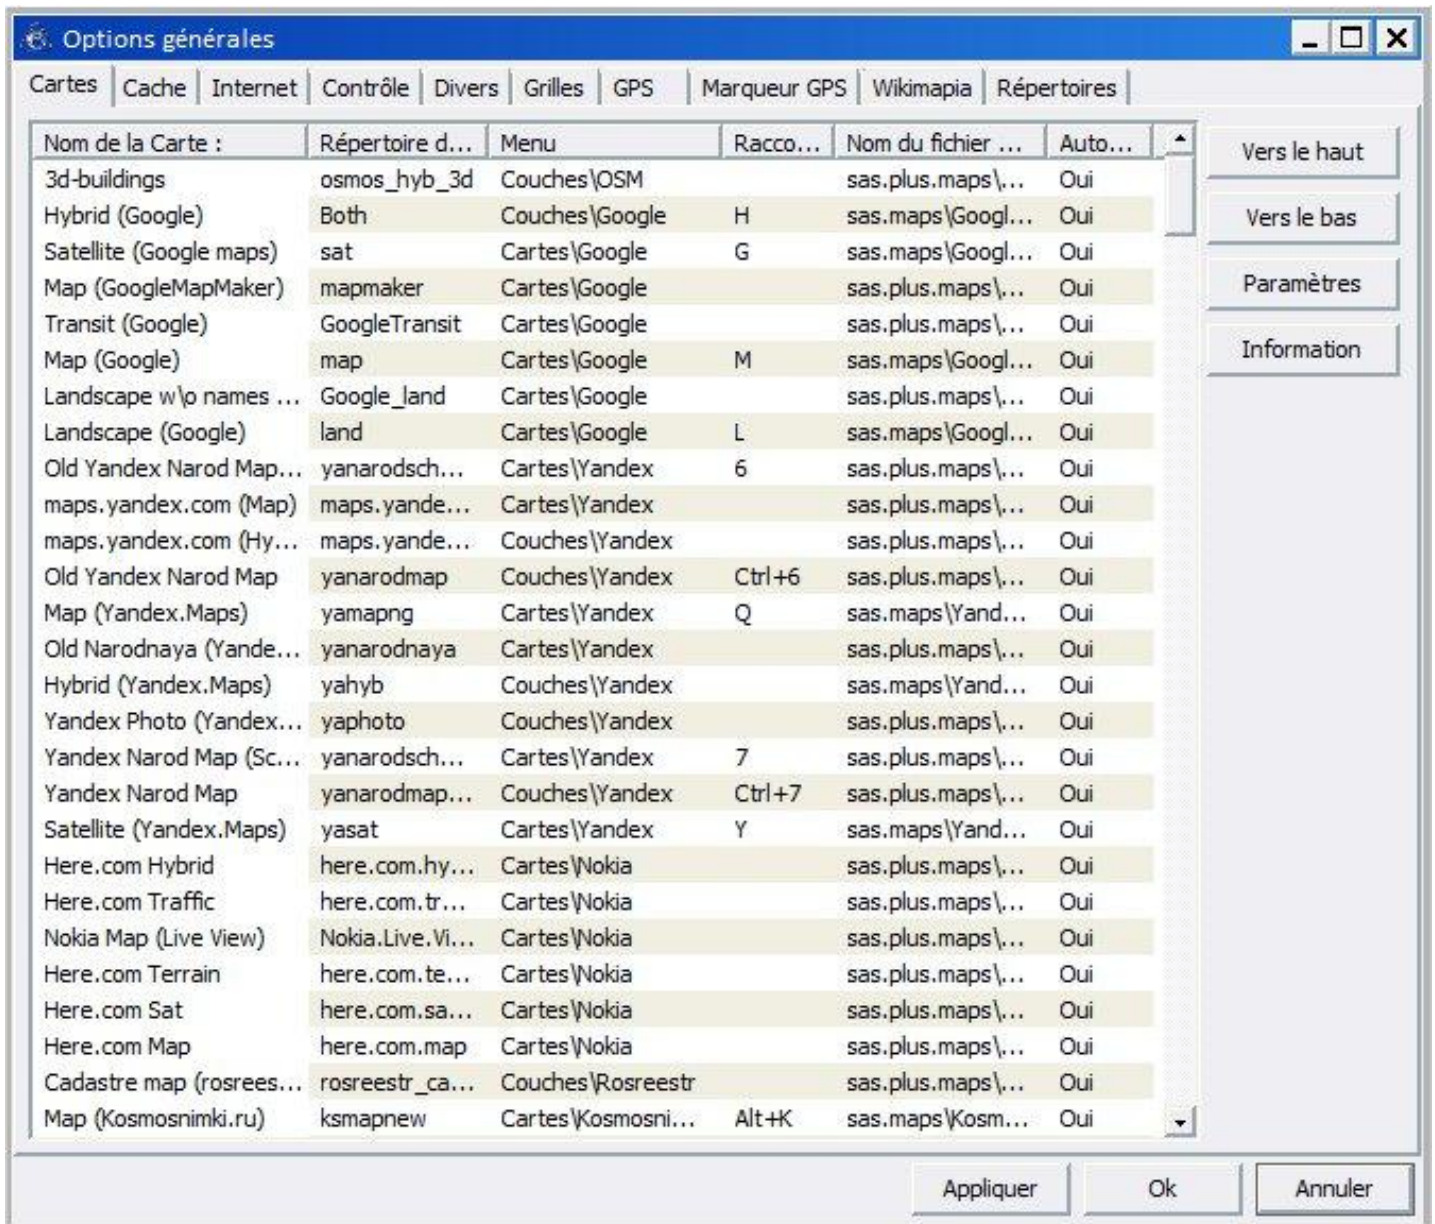 Options générales
Cartes Cache Internet Contrôle Divers Grilles GPS Marqueur GPS Wikimapia Répertoires
Nom de la Carte : Répertoire d... Menu Racco... Nom du fichier ... Auto...
3d-buildings osmos_hyb_3d Couches\OSM sas.plus.maps\... Oui
Hybrid (Google) Both Couches\Google H sas.maps\Googl... Oui
Satellite (Google maps) sat Cartes\Google G sas.maps\Googl... Oui
Map (GoogleMapMaker) mapmaker Cartes\Google sas.plus.maps\... Oui
Transit (Google) GoogleTransit Cartes\Google sas.plus.maps\... Oui
Map (Google) map Cartes\Google M sas.maps\Googl... Oui
Landscape w\o names ... Google_land Cartes\Google sas.plus.maps\... Oui
Landscape (Google) land Cartes\Google L sas.maps\Googl... Oui
Old Yandex Narod Map... yanarodsch... Cartes\Yandex 6 sas.plus.maps\... Oui
maps.yandex.com (Map) maps.yande... Cartes\Yandex sas.plus.maps\... Oui
maps.yandex.com (Hy... maps.yande... Couches\Yandex sas.plus.maps\... Oui
Old Yandex Narod Map yanarodmap Couches\Yandex Ctrl+6 sas.plus.maps\... Oui
Map (Yandex.Maps) yamapng Cartes\Yandex Q sas.maps\Yand... Oui
Old Narodnaya (Yande... yanarodnaya Cartes\Yandex sas.plus.maps\... Oui
Hybrid (Yandex.Maps) yahyb Couches\Yandex sas.maps\Yand... Oui
Yandex Photo (Yandex... yaphoto Couches\Yandex sas.plus.maps\... Oui
Yandex Narod Map (Sc... yanarodsch... Cartes\Yandex 7 sas.plus.maps\... Oui
Yandex Narod Map yanarodmap... Couches\Yandex Ctrl+7 sas.plus.maps\... Oui
Satellite (Yandex.Maps) yasat Cartes\Yandex Y sas.maps\Yand... Oui
Here.com Hybrid here.com.hy... Cartes\Nokia sas.plus.maps\... Oui
Here.com Traffic here.com.tr... Cartes\Nokia sas.plus.maps\... Oui
Nokia Map (Live View) Nokia.Live.Vi... Cartes\Nokia sas.plus.maps\... Oui
Here.com Terrain here.com.te... Cartes\Nokia sas.plus.maps\... Oui
Here.com Sat here.com.sa... Cartes\Nokia sas.plus.maps\... Oui
Here.com Map here.com.map Cartes\Nokia sas.plus.maps\... Oui
Cadastre map (rosrees... rosreestr_ca... Couches\Rosreestr sas.plus.maps\... Oui
Map (Kosmosnimki.ru) ksmapnew Cartes\Kosmosni... Alt+K sas.maps\Kosm... Oui
Vers le haut
Vers le bas
Paramètres
Information
Appliquer Ok Annuler